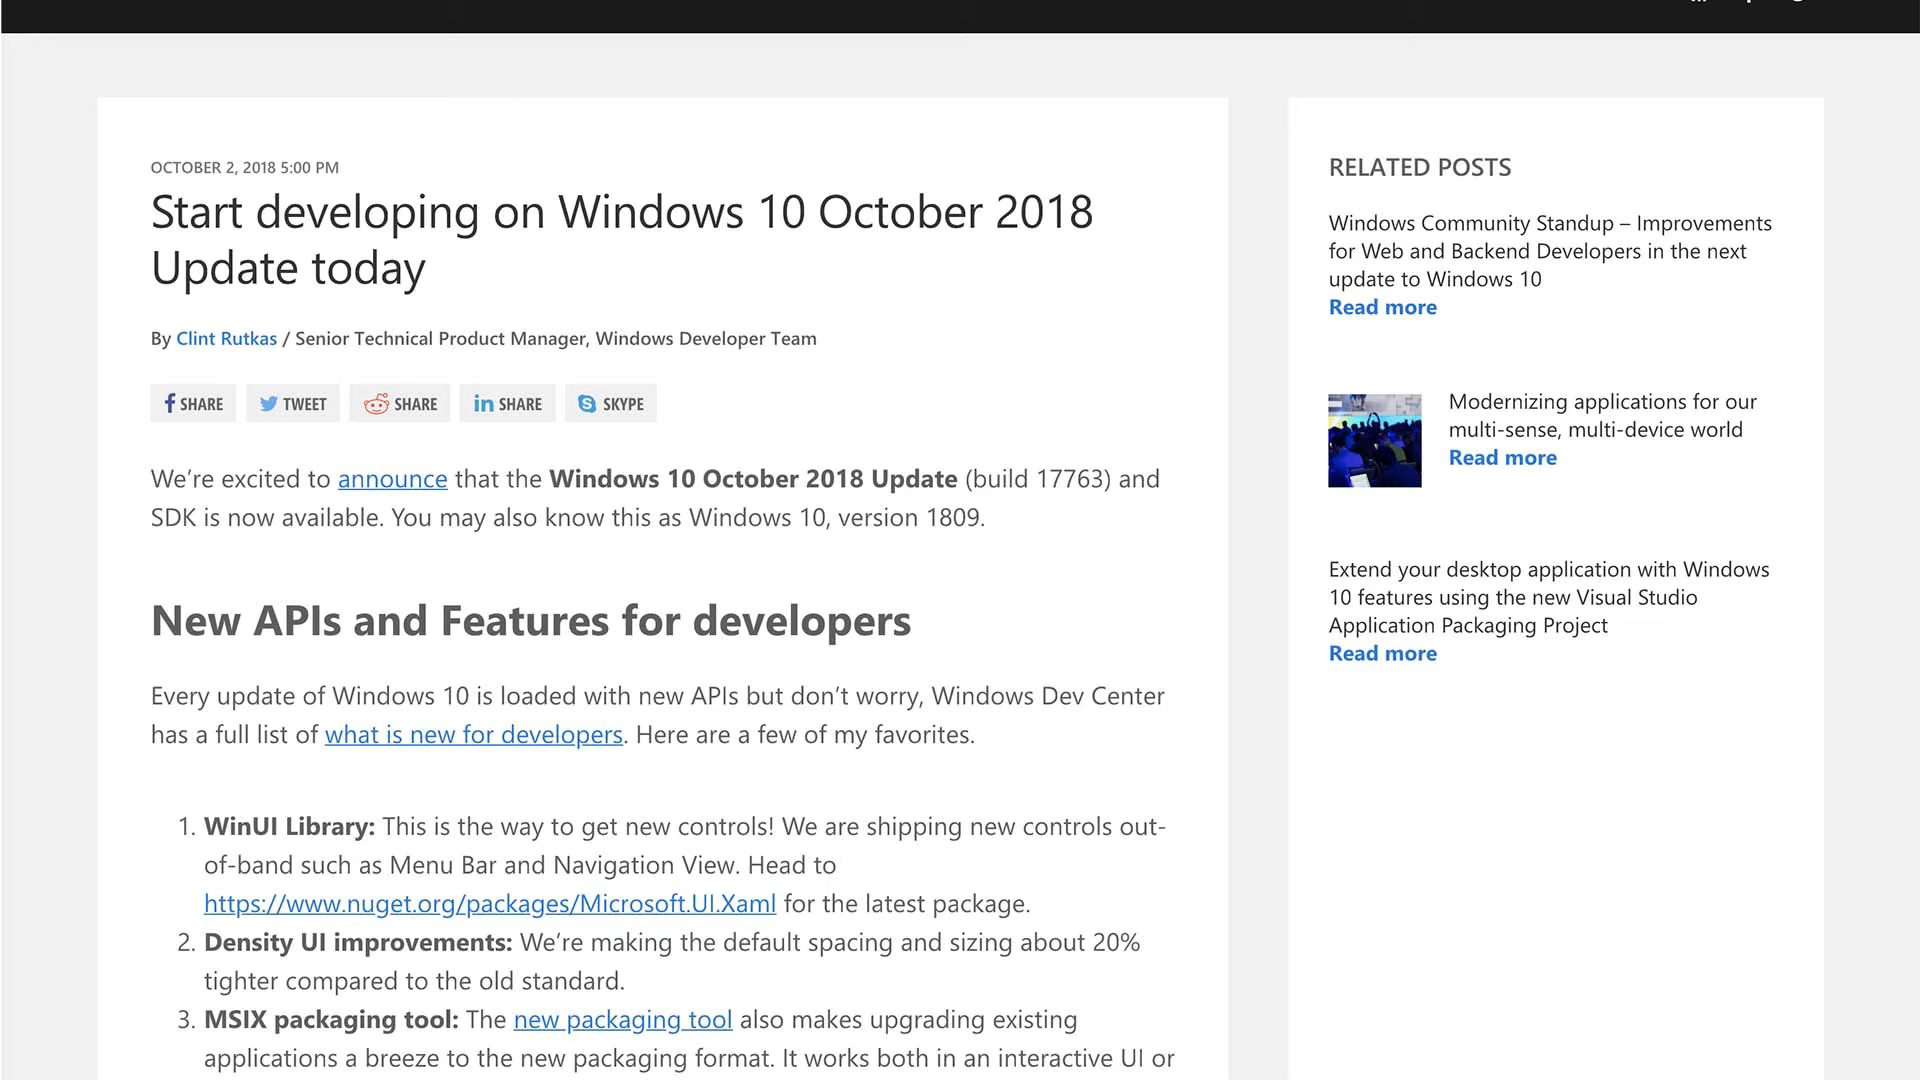 OCTOBER 2, 2018 5:00 PM
Start developing on Windows 10 October 2018
Update today
By Clint Rutkas / Senior Technical Product Manager, Windows Developer Team
SHARE
TWEET
SHARE
SHARE
SKYPE
We’re excited to announce that the Windows 10 October 2018 Update (build 17763) and
SDK is now available. You may also know this as Windows 10, version 1809.
New APIs and Features for developers
Every update of Windows 10 is loaded with new APIs but don’t worry, Windows Dev Center
has a full list of what is new for developers. Here are a few of my favorites.
1. WinUI Library: This is the way to get new controls! We are shipping new controls out-
of-band such as Menu Bar and Navigation View. Head to
https://www.nuget.org/packages/Microsoft.UI.Xaml for the latest package.
2. Density UI improvements: We’re making the default spacing and sizing about 20%
tighter compared to the old standard.
3. MSIX packaging tool: The new packaging tool also makes upgrading existing
applications a breeze to the new packaging format. It works both in an interactive UI or
RELATED POSTS
Windows Community Standup – Improvements
for Web and Backend Developers in the next
update to Windows 10
Read more
Modernizing applications for our
multi-sense, multi-device world
Read more
Extend your desktop application with Windows
10 features using the new Visual Studio
Application Packaging Project
Read more